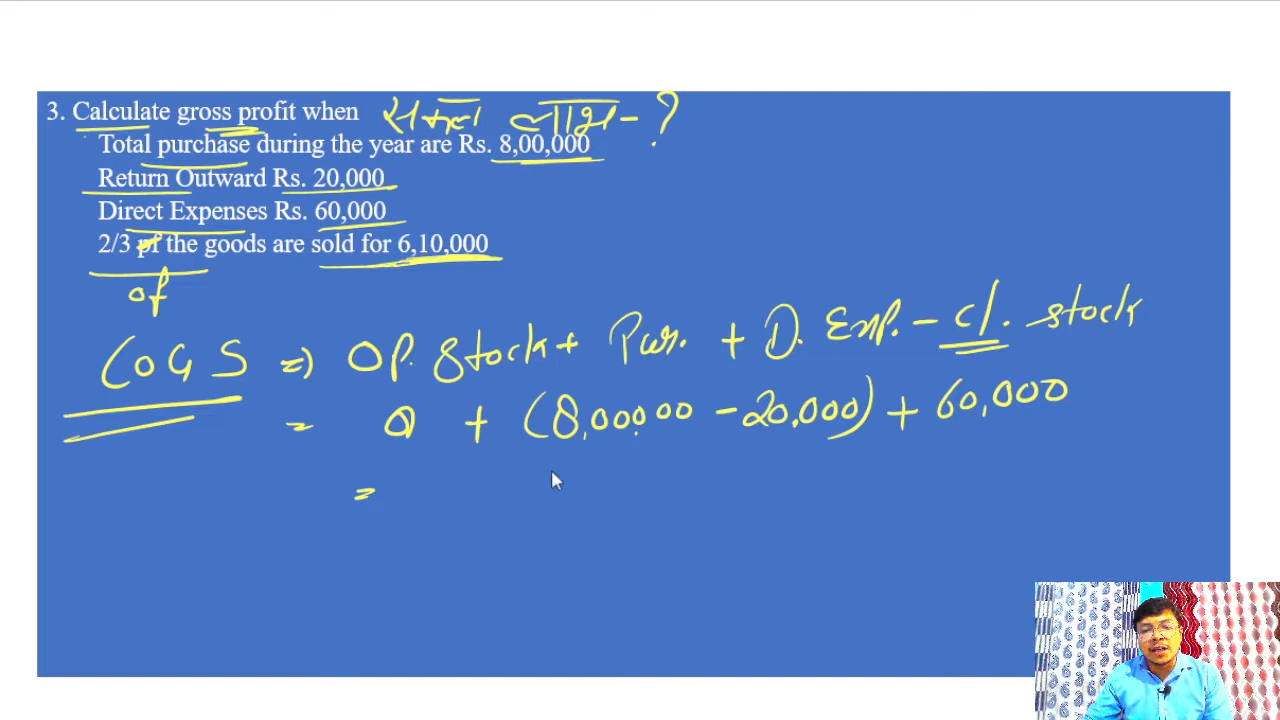 3. Calculate gross profit when सकल लाभ - ?
Total purchase during the year are Rs. 8,00,000
Return Outward Rs. 20,000
Direct Expenses Rs. 60,000
2/3 pf the goods are sold for 6,10,000
of
COGS => Op. Stock + Pur. + D. Exp. - cl. stock
= 0 + (8,00,000 - 20,000) + 60,000
=